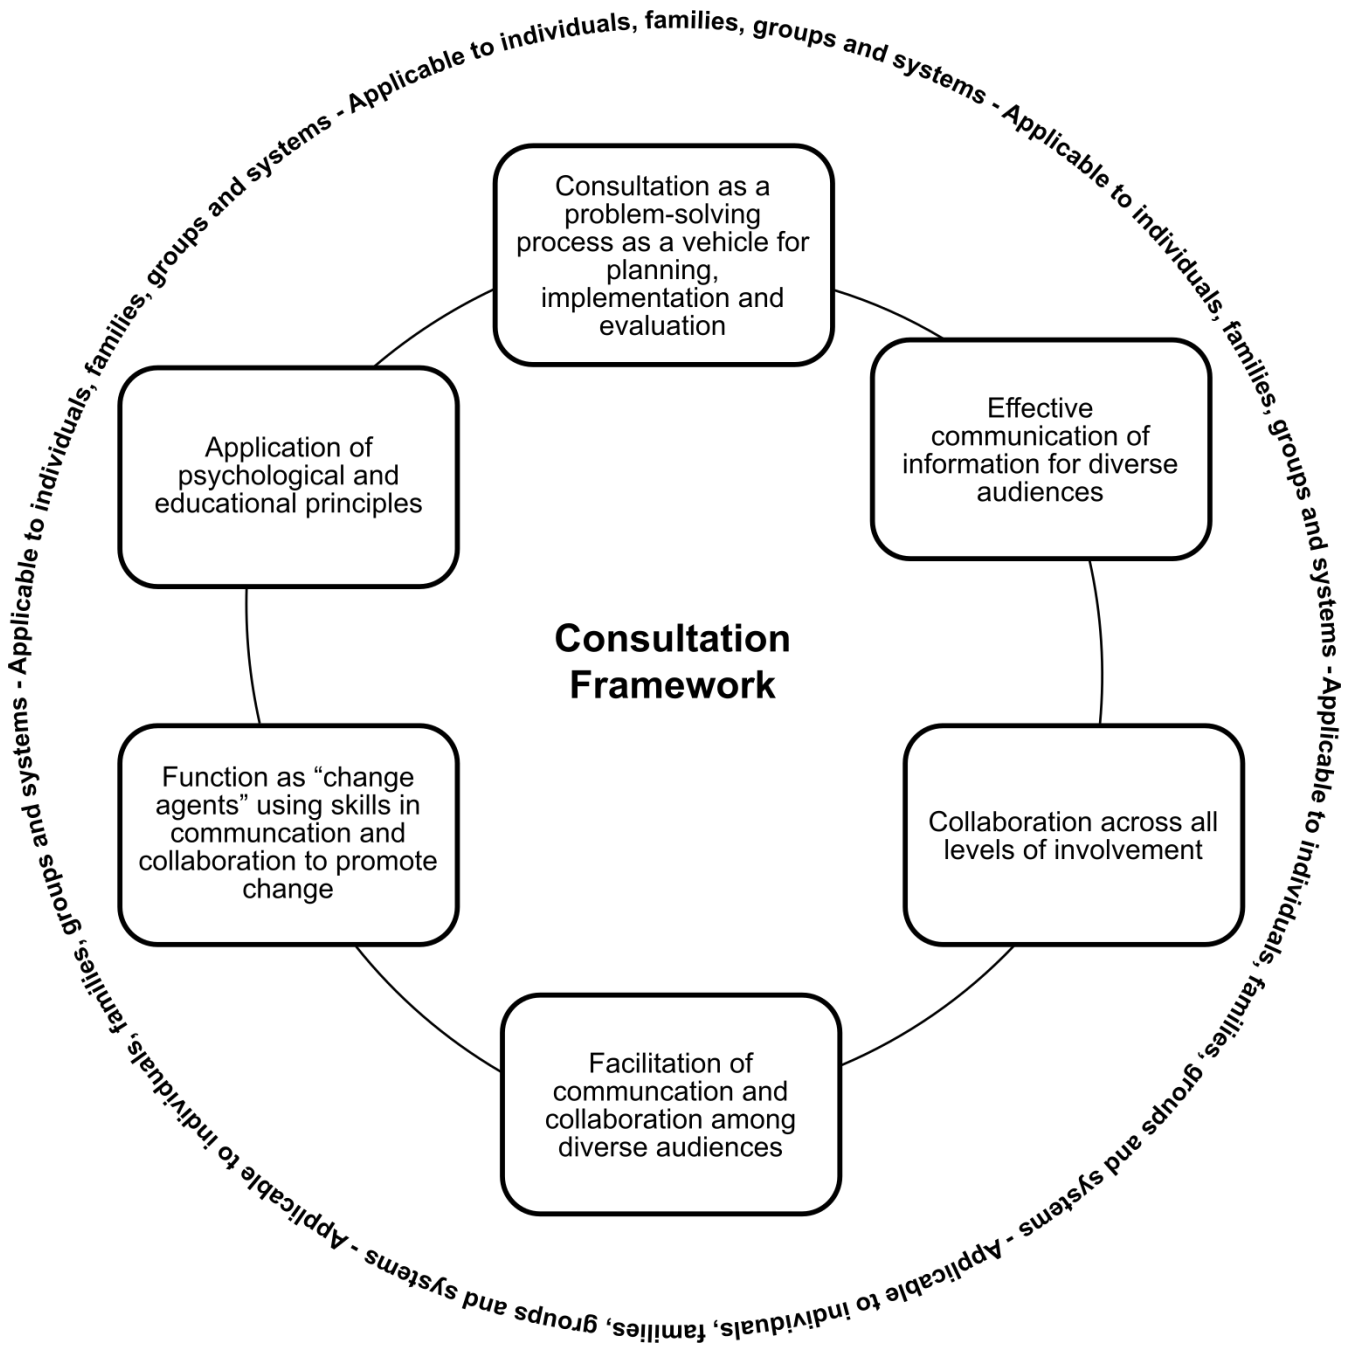 Applicable to individuals, families, groups and systems - Applicable to individuals, families, groups and systems - Applicable to individuals, families, groups and systems - Applicable to individuals, families, groups and systems - Applicable to individuals, families, groups and systems - Applicable to individuals, families, groups and systems -
Consultation as a
problem-solving
process as a vehicle for
planning,
implementation and
evaluation
Effective
communication of
information for diverse
audiences
Collaboration across all
levels of involvement
Facilitation of
communcation and
collaboration among
diverse audiences
Function as “change
agents” using skills in
communcation and
collaboration to promote
change
Application of
psychological and
educational principles
Consultation
Framework